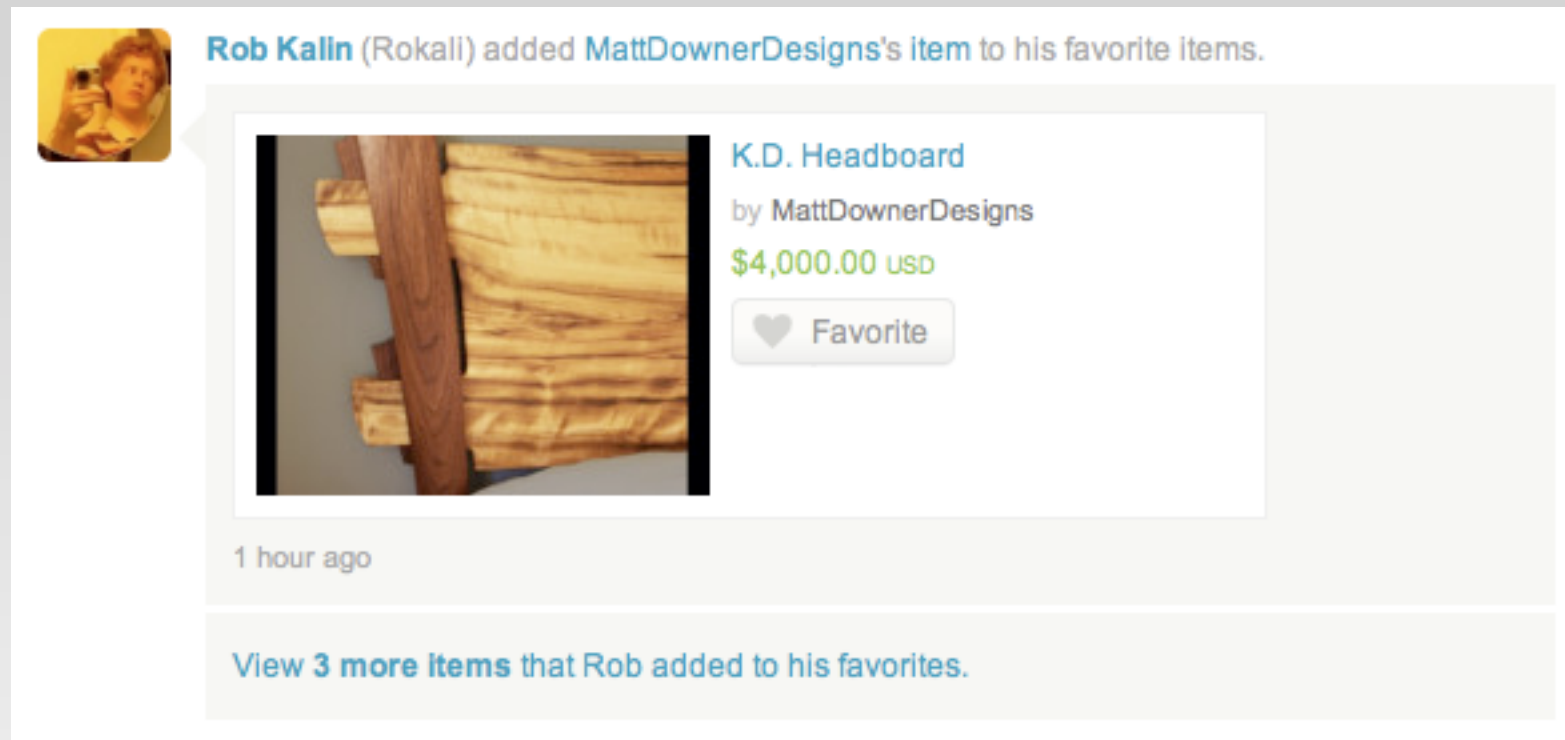 Rob Kalin (Rokali) added MattDownerDesigns's item to his favorite items.
K.D. Headboard
by MattDownerDesigns
$4,000.00 USD
Favorite
1 hour ago
View 3 more items that Rob added to his favorites.